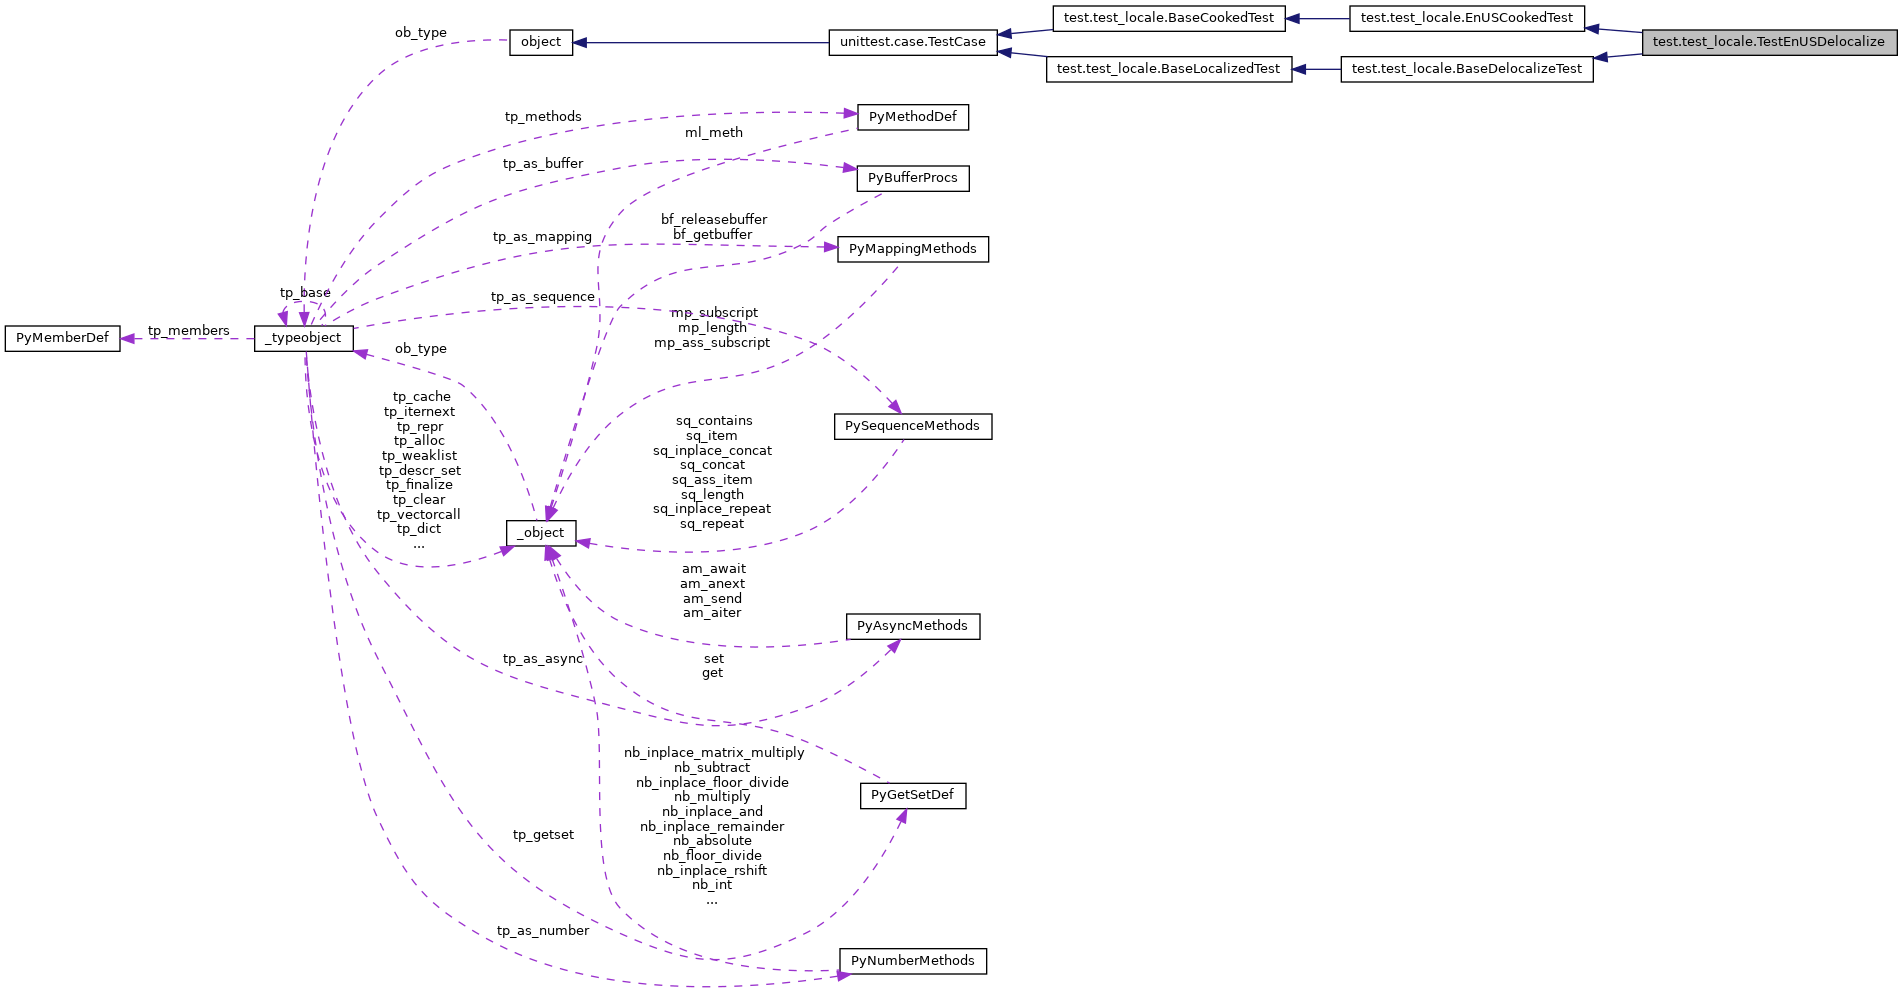 ob_type
object
unittest.case.TestCase
test.test_locale.BaseCookedTest
test.test_locale.EnUSCookedTest
test.test_locale.TestEnUSDelocalize
test.test_locale.BaseLocalizedTest
test.test_locale.BaseDelocalizeTest
tp_methods
ml_meth
PyMethodDef
tp_as_buffer
PyBufferProcs
bf_releasebuffer
bf_getbuffer
tp_as_mapping
PyMappingMethods
tp_base
tp_as_sequence
mp_subscript
mp_length
mp_ass_subscript
PyMemberDef
tp_members
_typeobject
ob_type
tp_cache
tp_iternext
tp_repr
tp_alloc
tp_weaklist
tp_descr_set
tp_finalize
tp_clear
tp_vectorcall
tp_dict
...
sq_contains
sq_item
sq_inplace_concat
sq_concat
sq_ass_item
sq_length
sq_inplace_repeat
sq_repeat
PySequenceMethods
_object
am_await
am_anext
am_send
am_aiter
PyAsyncMethods
tp_as_async
set
get
nb_inplace_matrix_multiply
nb_subtract
nb_inplace_floor_divide
nb_multiply
nb_inplace_and
nb_inplace_remainder
nb_absolute
nb_floor_divide
nb_inplace_rshift
nb_int
...
PyGetSetDef
tp_getset
tp_as_number
PyNumberMethods